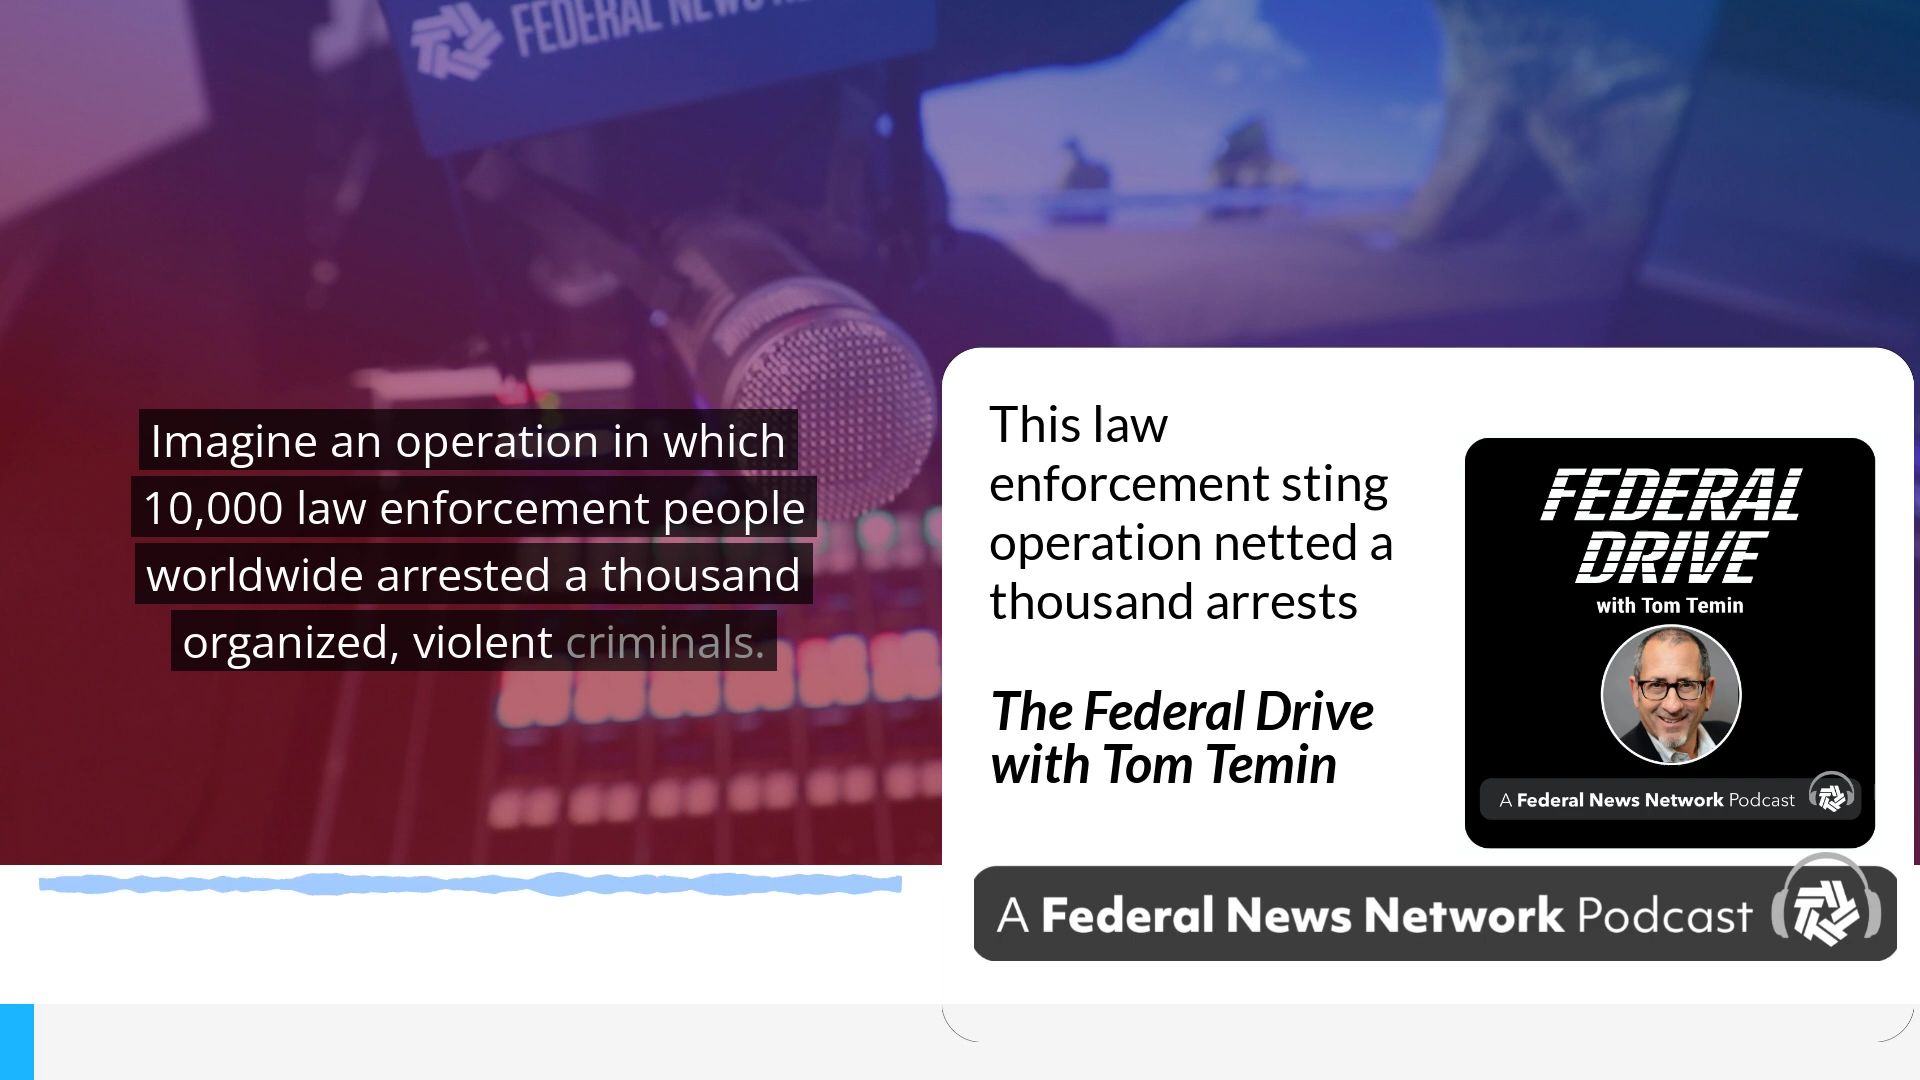 FEDERAL NEWS
Imagine an operation in which
10,000 law enforcement people
worldwide arrested a thousand
organized, violent criminals.
This law
enforcement sting
operation netted a
thousand arrests
The Federal Drive
with Tom Temin
FEDERAL
DRIVE
with Tom Temin
A Federal News Network Podcast
A Federal News Network Podcast